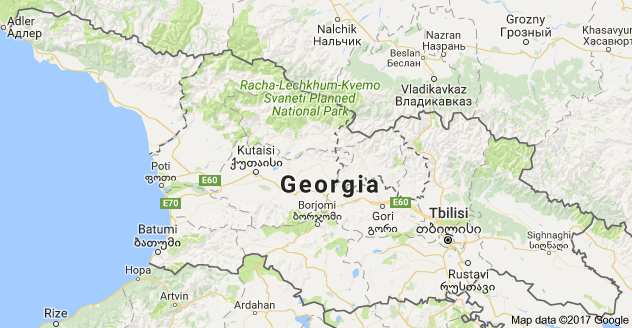 Adler
Адлер
Nalchik
Нальчик
Grozny
Грозный
Khasavyur
Хасавюрт
Nazran
Назрань
Beslan
Беслан
Vladikavkaz
Владикавказ
Racha-Lechkhum-Kvemo
Svaneti Planned
National Park
Kutaisi
ქუთაისი
Poti
ფოთი
E60
Georgia
E70
E60
Borjomi
ბორჯომი
Gori
გორი
Tbilisi
თბილისი
Batumi
ბათუმი
Sighnaghi
სიღნაღი
Hopa
Rustavi
რუსთავი
Artvin
Ardahan
Rize
Map data ©2017 Google